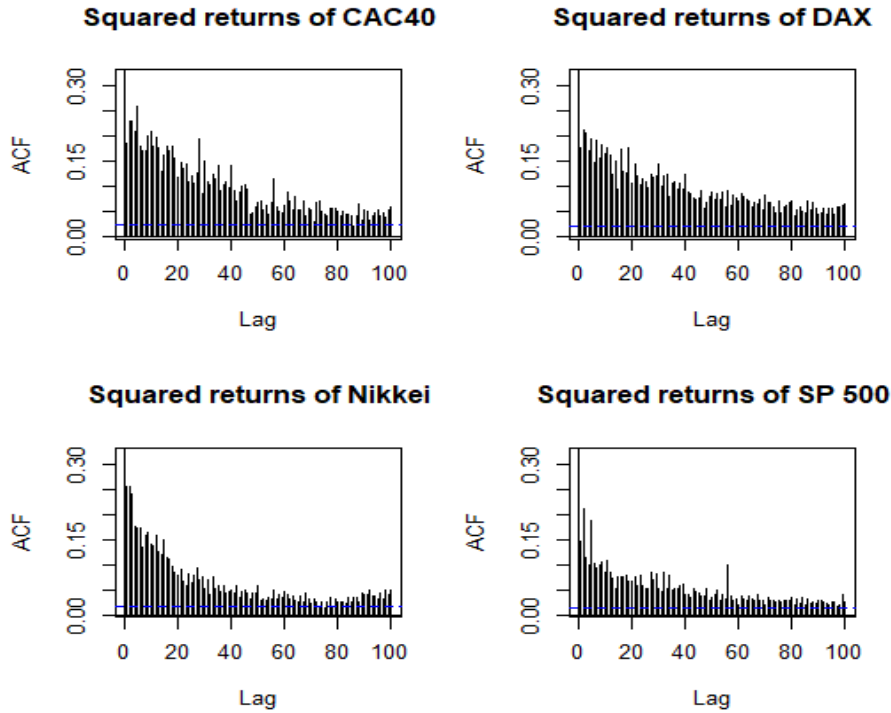 Squared returns of CAC40
ACF
0.00 0.15 0.30
0 20 40 60 80 100
Lag
Squared returns of DAX
ACF
0.00 0.15 0.30
0 20 40 60 80 100
Lag
Squared returns of Nikkei
ACF
0.00 0.15 0.30
0 20 40 60 80 100
Lag
Squared returns of SP 500
ACF
0.00 0.15 0.30
0 20 40 60 80 100
Lag